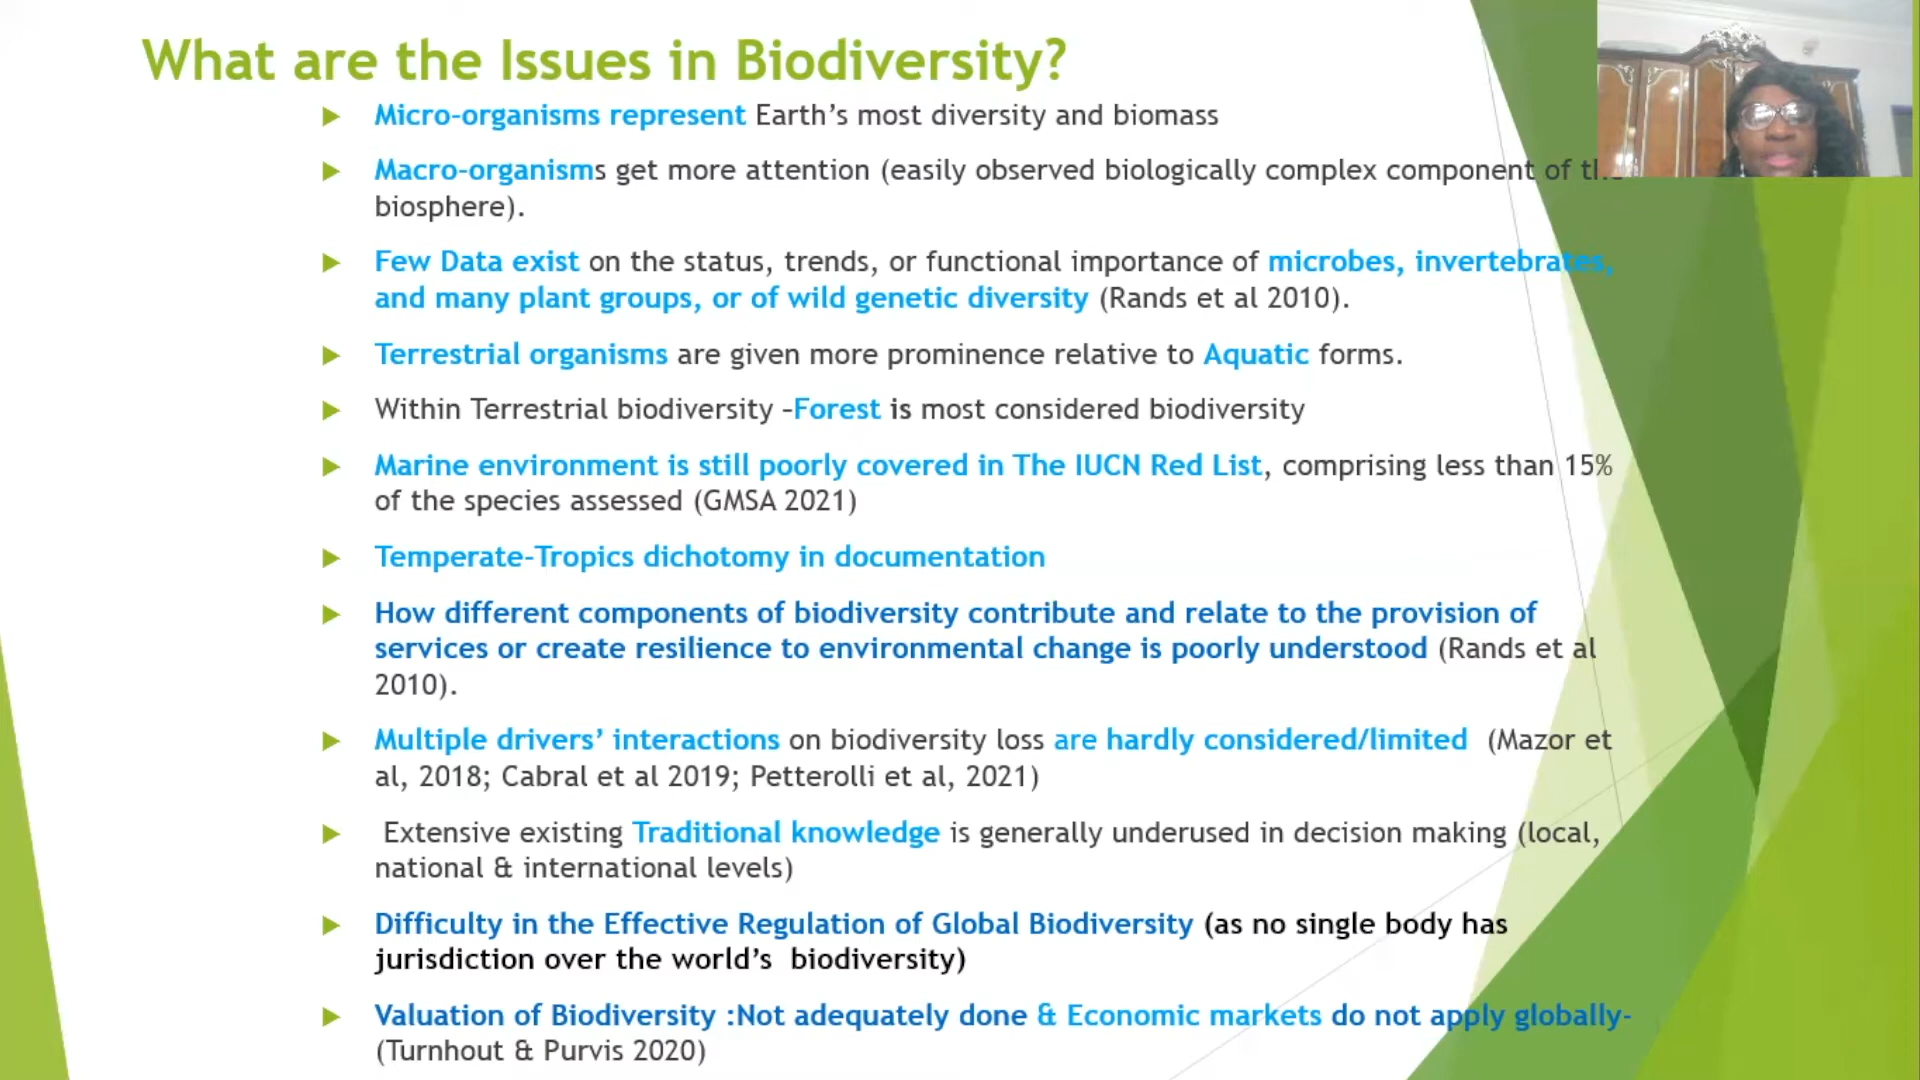 What are the Issues in Biodiversity?
Micro-organisms represent Earth's most diversity and biomass
Macro-organisms get more attention (easily observed biologically complex component of the
biosphere).
Few Data exist on the status, trends, or functional importance of microbes, invertebrates,
and many plant groups, or of wild genetic diversity (Rands et al 2010).
Terrestrial organisms are given more prominence relative to Aquatic forms.
Within Terrestrial biodiversity –Forest is most considered biodiversity
Marine environment is still poorly covered in The IUCN Red List, comprising less than 15%
of the species assessed (GMSA 2021)
Temperate-Tropics dichotomy in documentation
How different components of biodiversity contribute and relate to the provision of
services or create resilience to environmental change is poorly understood (Rands et al
2010).
Multiple drivers' interactions on biodiversity loss are hardly considered/limited (Mazor et
al, 2018; Cabral et al 2019; Petterolli et al, 2021)
Extensive existing Traditional knowledge is generally underused in decision making (local,
national & international levels)
Difficulty in the Effective Regulation of Global Biodiversity (as no single body has
jurisdiction over the world's biodiversity)
Valuation of Biodiversity :Not adequately done & Economic markets do not apply globally-
(Turnhout & Purvis 2020)